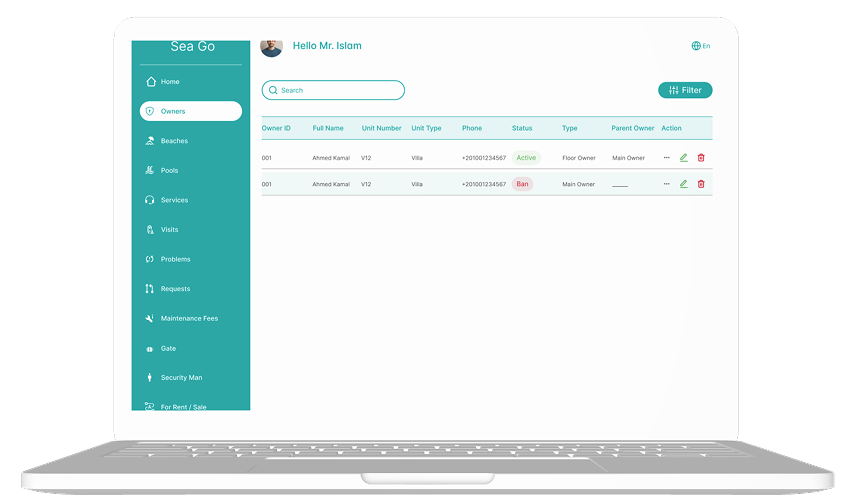 Sea Go
Hello Mr. Islam
En
Home
Owners
Beaches
Pools
Services
Visits
Problems
Requests
Maintenance Fees
Gate
Security Man
For Rent / Sale
Search
Filter
Owner ID Full Name Unit Number Unit Type Phone Status Type Parent Owner Action
001 Ahmed Kamal V12 Villa +201001234567 Active Floor Owner Main Owner ...
001 Ahmed Kamal V12 Villa +201001234567 Ban Main Owner _____ ...